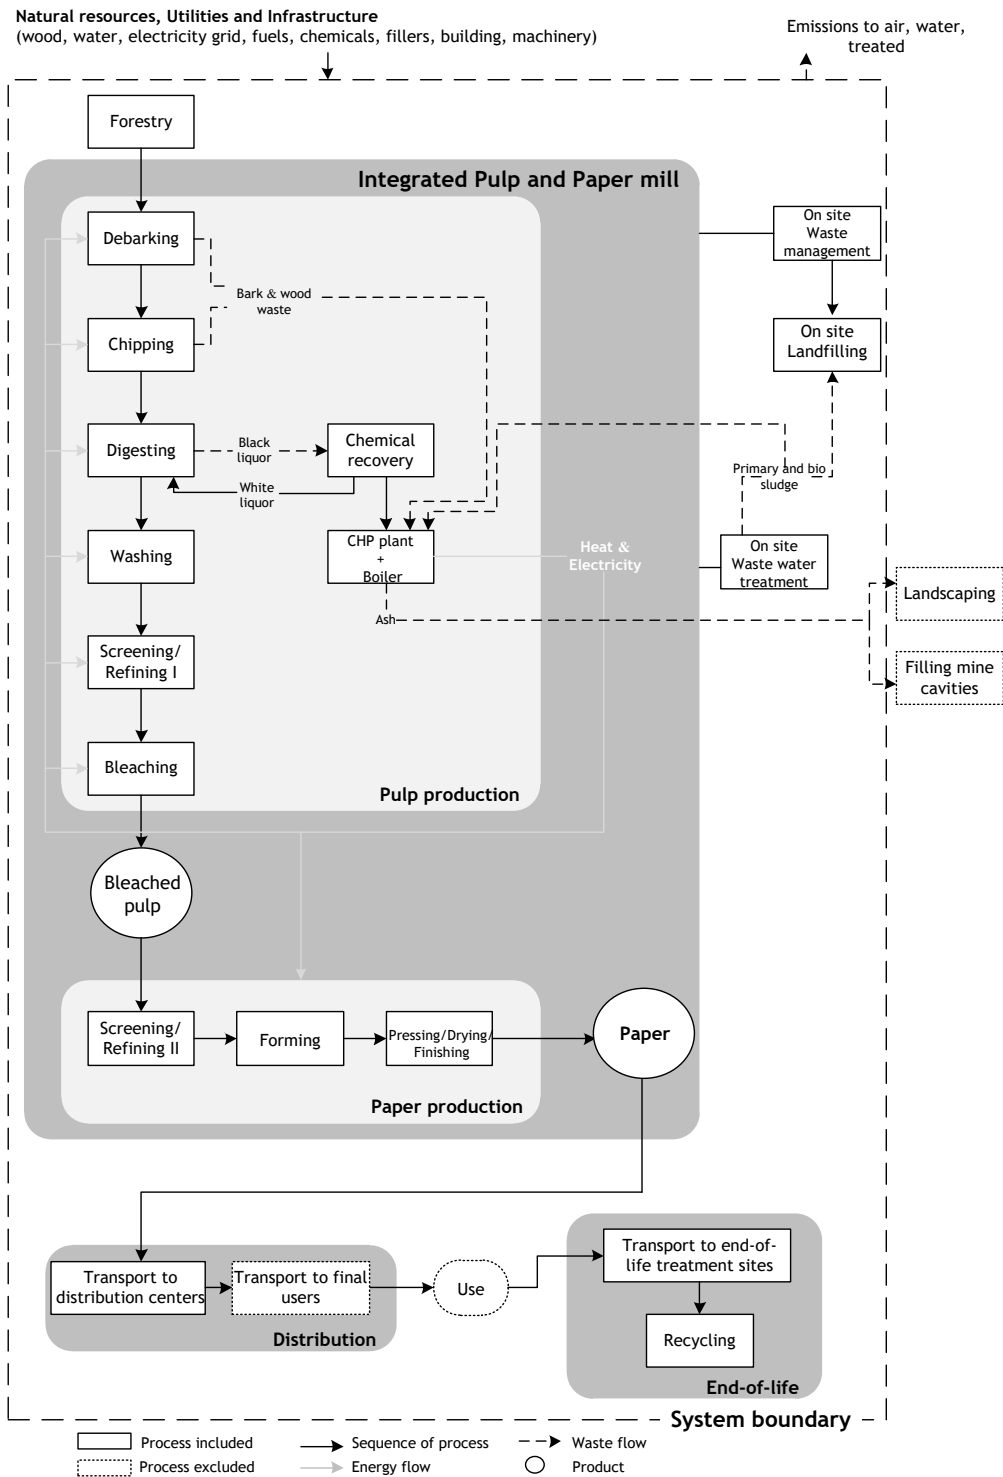 Natural resources, Utilities and Infrastructure
(wood, water, electricity grid, fuels, chemicals, fillers, building, machinery)
Emissions to air, water,
treated
Forestry
Integrated Pulp and Paper mill
Debarking
Bark & wood
waste
Chipping
Digesting
Black
liquor
Chemical
recovery
White
liquor
Washing
CHP plant
+
Boiler
Heat &
Electricity
Ash
Screening/
Refining I
Bleaching
Pulp production
On site
Waste
management
On site
Landfilling
Primary and bio
sludge
On site
Waste water
treatment
Landscaping
Filling mine
cavities
Bleached
pulp
Screening/
Refining II
Forming
Pressing/Drying/
Finishing
Paper
Paper production
Transport to
distribution centers
Transport to final
users
Distribution
Use
Transport to end-of-
life treatment sites
Recycling
End-of-life
System boundary
Process included
Sequence of process
Waste flow
Process excluded
Energy flow
Product